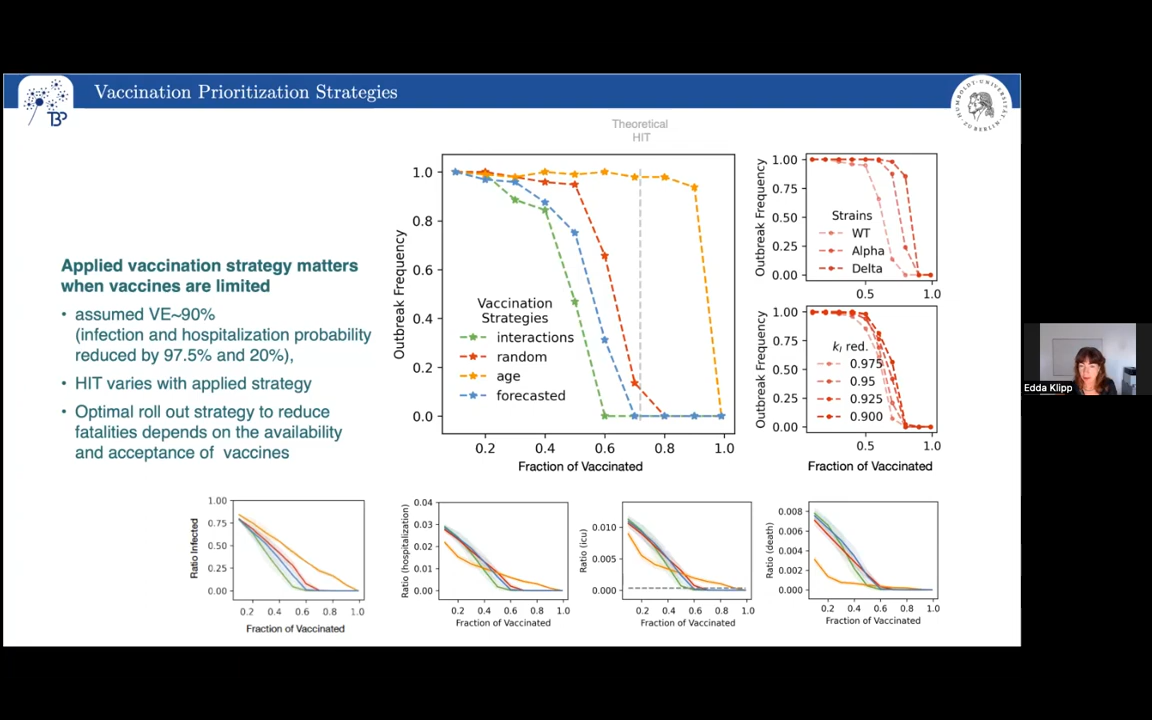 Vaccination Prioritization Strategies
TBP
HUMBOLDT-UNIVERSITÄT
ZU BERLIN
Applied vaccination strategy matters
when vaccines are limited
• assumed VE~90%
(infection and hospitalization probability
reduced by 97.5% and 20%),
• HIT varies with applied strategy
• Optimal roll out strategy to reduce
fatalities depends on the availability
and acceptance of vaccines
Theoretical
HIT
Outbreak Frequency
1.0
0.8
0.6
0.4
0.2
0.0
Vaccination
Strategies
interactions
random
age
forecasted
0.2 0.4 0.6 0.8 1.0
Fraction of Vaccinated
Outbreak Frequency
1.00
0.75
0.50
0.25
0.00
Strains
WT
Alpha
Delta
0.5 1.0
Outbreak Frequency
1.00
0.75
0.50
0.25
0.00
kI red.
0.975
0.95
0.925
0.900
0.5 1.0
Fraction of Vaccinated
Ratio Infected
1.00
0.75
0.50
0.25
0.00
0.2 0.4 0.6 0.8 1.0
Fraction of Vaccinated
Ratio (hospitalization)
0.04
0.03
0.02
0.01
0.00
0.2 0.4 0.6 0.8 1.0
Fraction of Vaccinated
Ratio (icu)
0.010
0.005
0.000
0.2 0.4 0.6 0.8 1.0
Fraction of Vaccinated
Ratio (death)
0.008
0.006
0.004
0.002
0.000
0.2 0.4 0.6 0.8 1.0
Fraction of Vaccinated
Edda Klipp